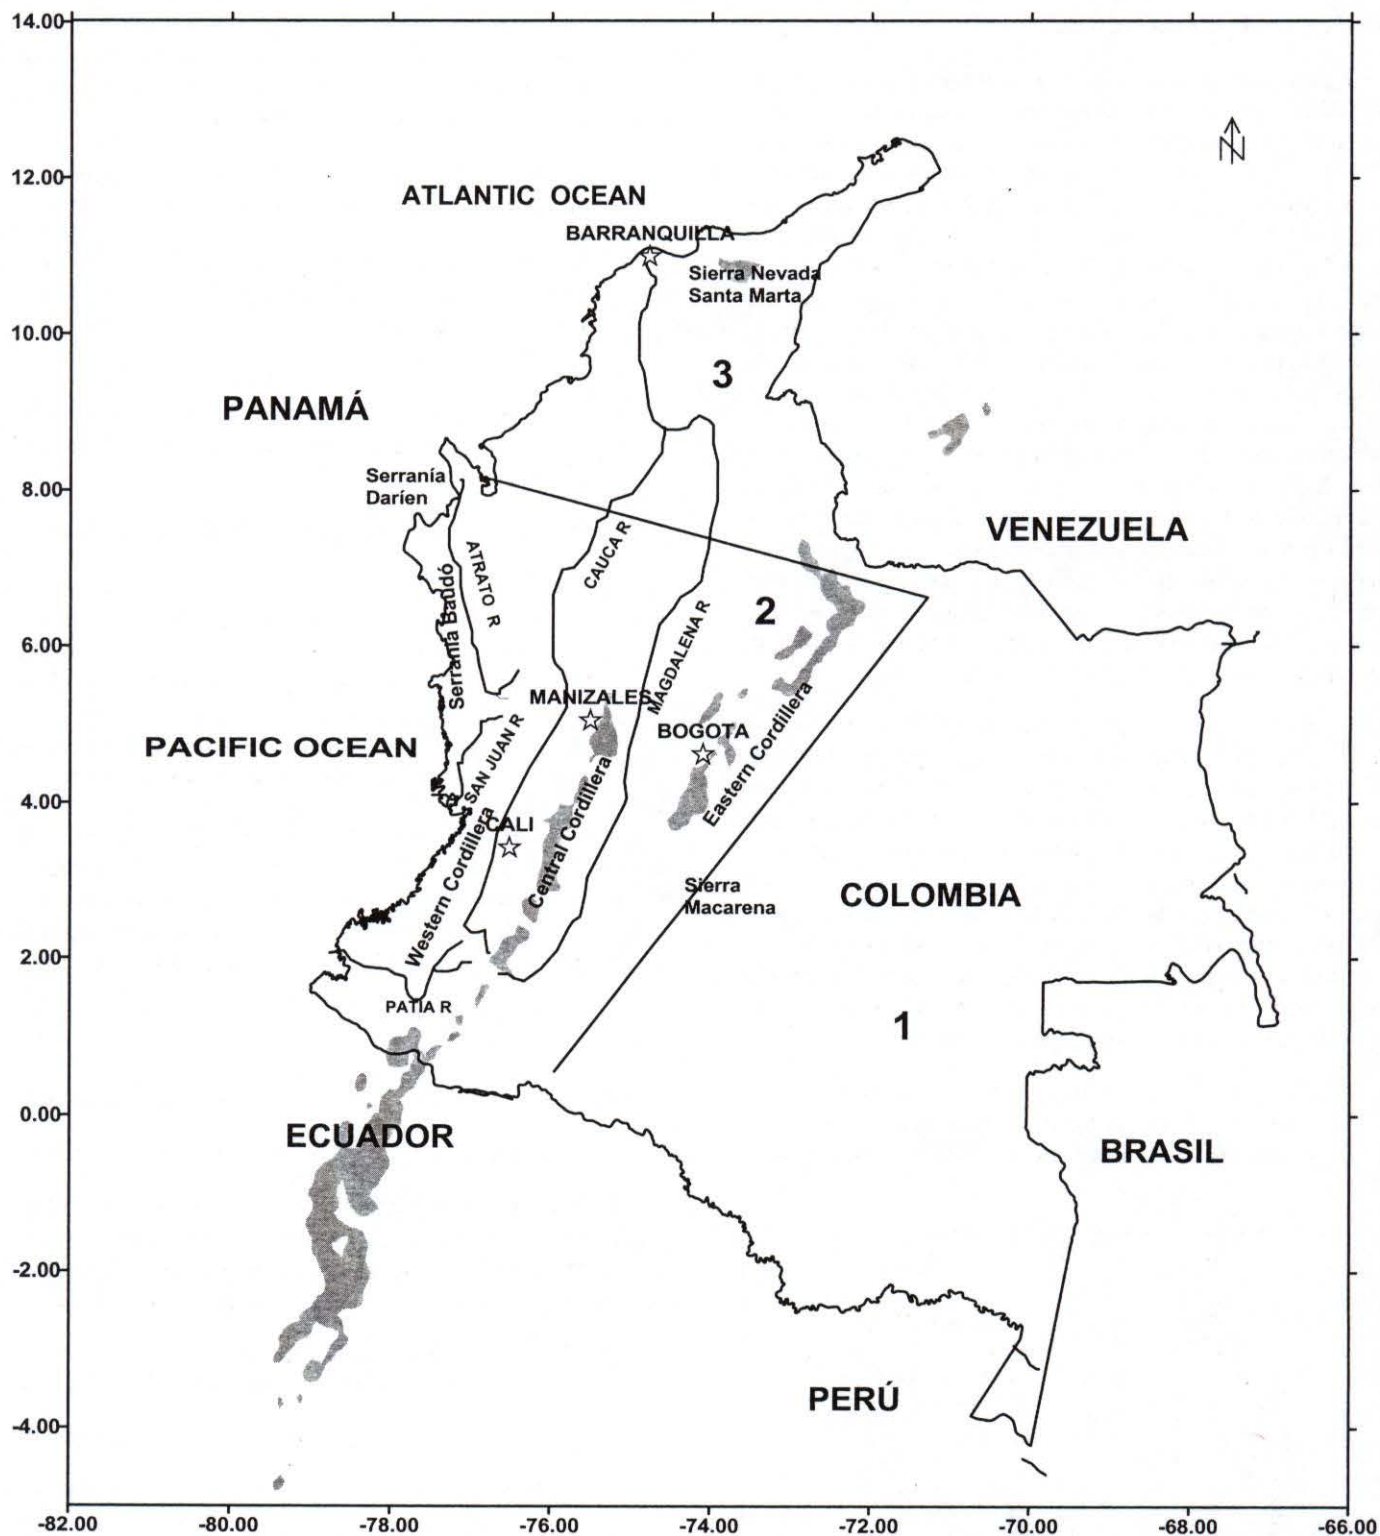 14.00
12.00
10.00
8.00
6.00
4.00
2.00
0.00
-2.00
-4.00
N
ATLANTIC OCEAN
BARRANQUILLA
Sierra Nevada
Santa Marta
3
PANAMÁ
Serranía
Daríen
VENEZUELA
ATRATO R
CAUCA R
Serranía Baudó
2
MAGDALENA R
MANIZALES
BOGOTA
PACIFIC OCEAN
SAN JUAN R
Eastern Cordillera
CALI
Central Cordillera
Western Cordillera
Sierra
Macarena
COLOMBIA
PATIA R
1
ECUADOR
BRASIL
PERÚ
-82.00
-80.00
-78.00
-76.00
-74.00
-72.00
-70.00
-68.00
-66.00